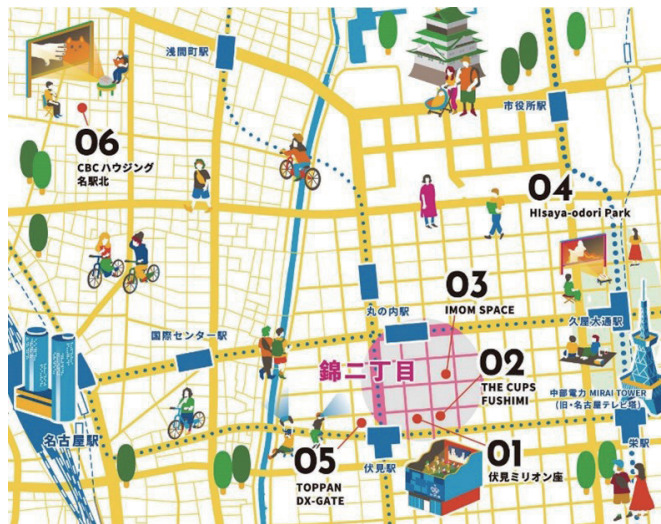 浅間町駅
市役所駅
06
CBCハウジング
名駅北
04
HIsaya-odori Park
03
IMOM SPACE
丸の内駅
久屋大通駅
国際センター駅
錦二丁目
02
THE CUPS
FUSHIMI
中部電力 MIRAI TOWER
(旧・名古屋テレビ塔)
名古屋駅
栄駅
05
TOPPAN
DX-GATE
伏見駅
01
伏見ミリオン座